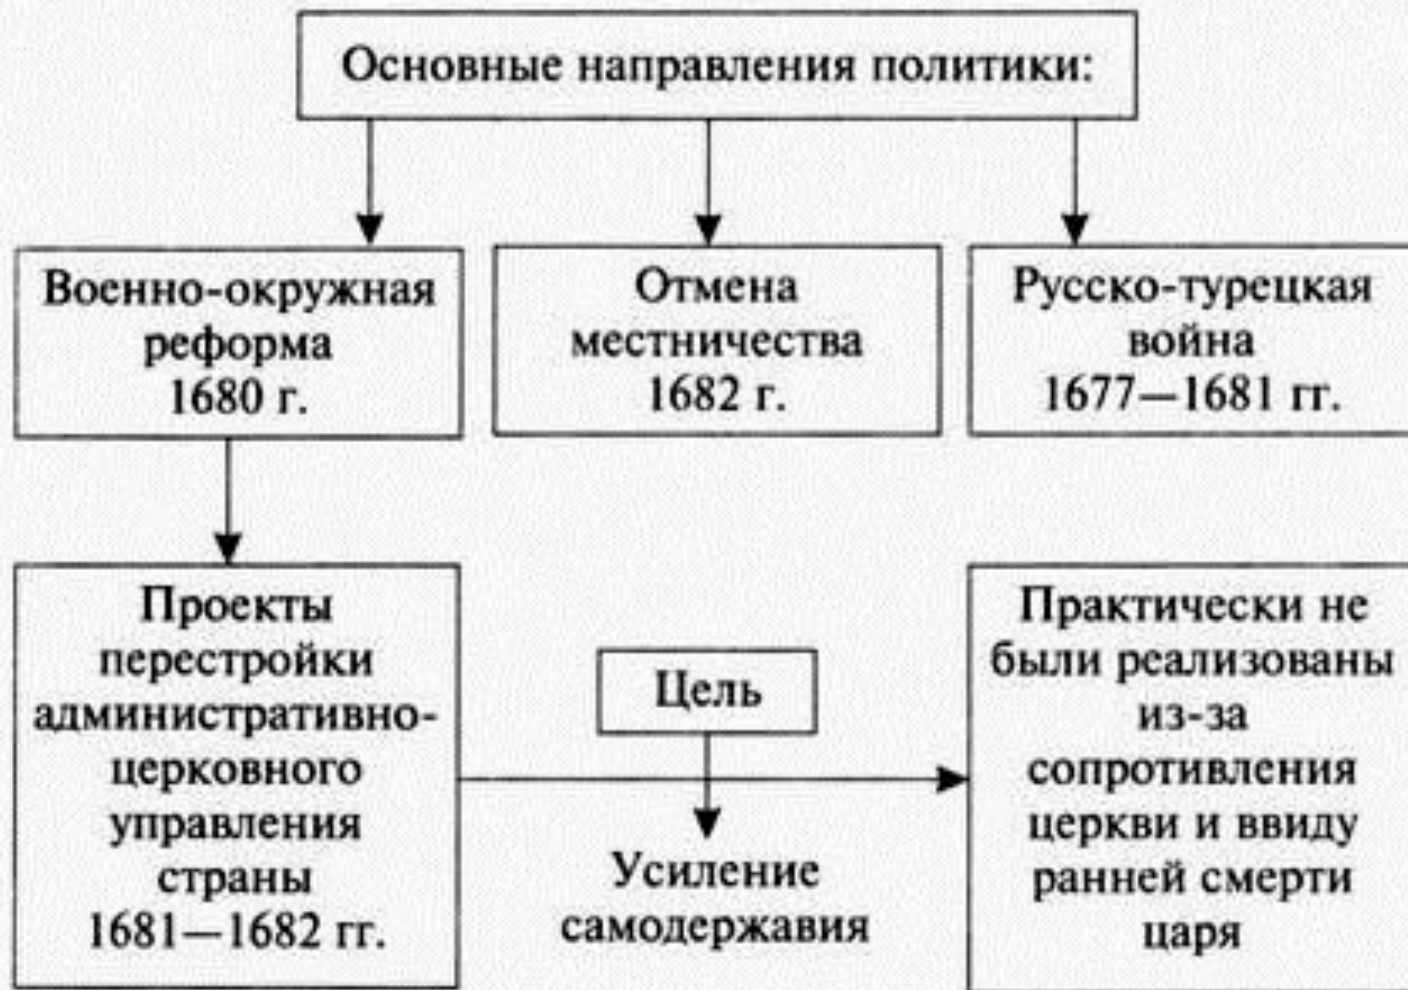 Основные направления политики:
Военно-окружная
реформа
1680 г.
Отмена
местничества
1682 г.
Русско-турецкая
война
1677—1681 гг.
Проекты
перестройки
административно-
церковного
управления
страны
1681—1682 гг.
Цель
Усиление
самодержавия
Практически не
были реализованы
из-за
сопротивления
церкви и ввиду
ранней смерти
царя